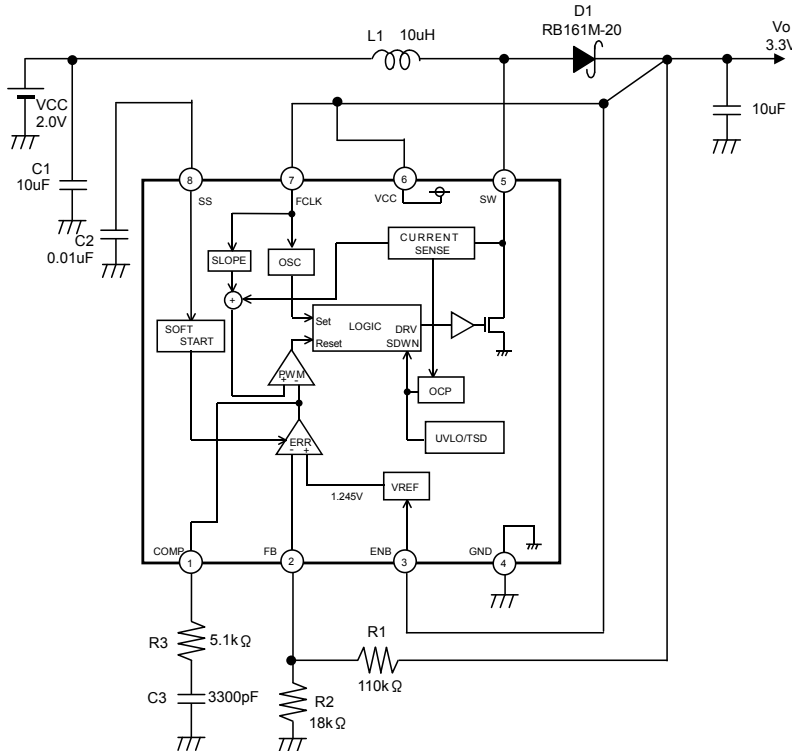 D1
RB161M-20
Vo
3.3V
L1 10uH
VCC
2.0V
10uF
C1
10uF
C2
0.01uF
8
SS
7
FCLK
6
VCC
5
SW
SLOPE
OSC
CURRENT
SENSE
+
SOFT
START
Set
LOGIC
DRV
SDWN
Reset
PWM
+ -
OCP
UVLO/TSD
ERR
- +
1.245V
VREF
COMP
1
FB
2
ENB
3
GND
4
R3 5.1kΩ
C3 3300pF
R1
110kΩ
R2
18kΩ